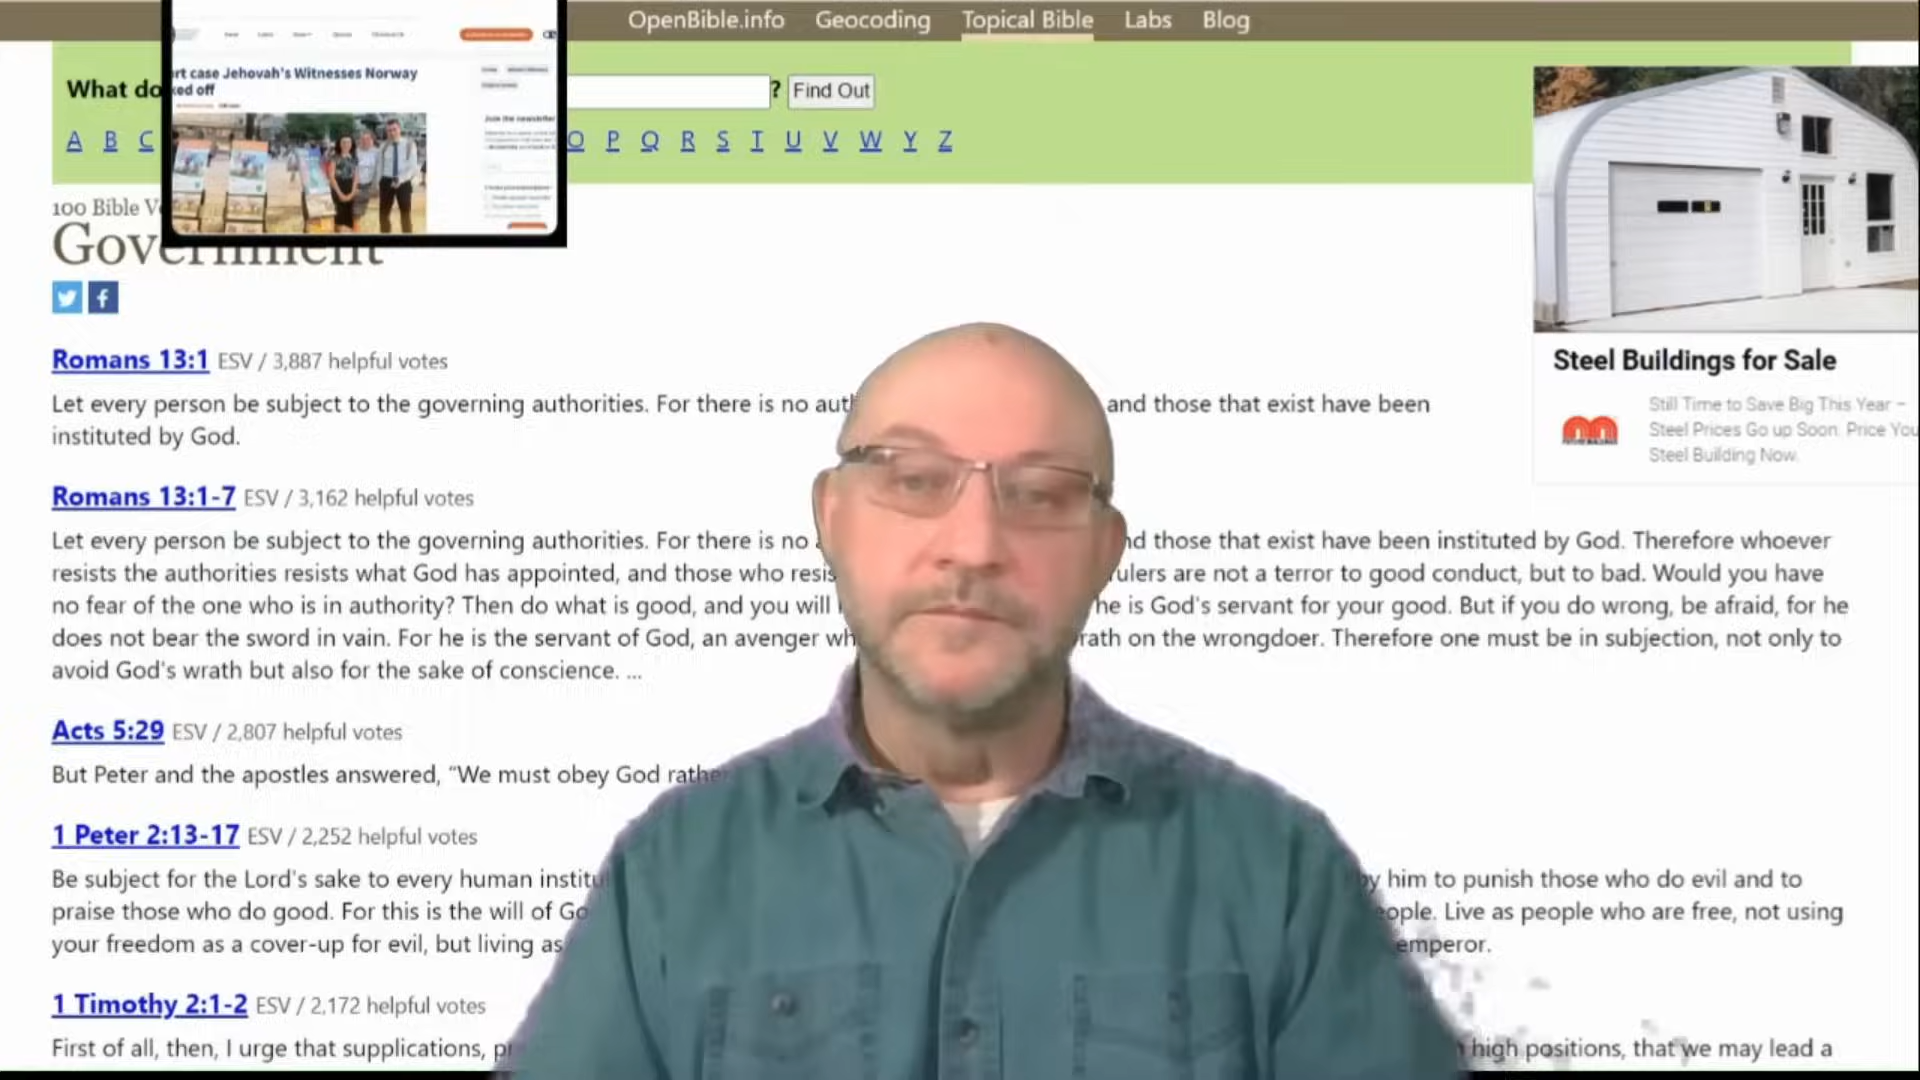 OpenBible.info Geocoding Topical Bible Labs Blog
rt case Jehovah's Witnesses Norway
ked off
Join the newsletter
What do ? Find Out
A B C O P Q R S T U V W Y Z
100 Bible Ve
Government
Romans 13:1 ESV / 3,887 helpful votes
Let every person be subject to the governing authorities. For there is no aut and those that exist have been
instituted by God.
Romans 13:1-7 ESV / 3,162 helpful votes
Let every person be subject to the governing authorities. For there is no nd those that exist have been instituted by God. Therefore whoever
resists the authorities resists what God has appointed, and those who resis rulers are not a terror to good conduct, but to bad. Would you have
no fear of the one who is in authority? Then do what is good, and you will he is God's servant for your good. But if you do wrong, be afraid, for he
does not bear the sword in vain. For he is the servant of God, an avenger wh rath on the wrongdoer. Therefore one must be in subjection, not only to
avoid God's wrath but also for the sake of conscience. ...
Acts 5:29 ESV / 2,807 helpful votes
But Peter and the apostles answered, “We must obey God rathe
1 Peter 2:13-17 ESV / 2,252 helpful votes
Be subject for the Lord's sake to every human institu by him to punish those who do evil and to
praise those who do good. For this is the will of Go eople. Live as people who are free, not using
your freedom as a cover-up for evil, but living as emperor.
1 Timothy 2:1-2 ESV / 2,172 helpful votes
First of all, then, I urge that supplications, pr high positions, that we may lead a
Steel Buildings for Sale
Still Time to Save Big This Year –
Steel Prices Go up Soon. Price You
Steel Building Now.